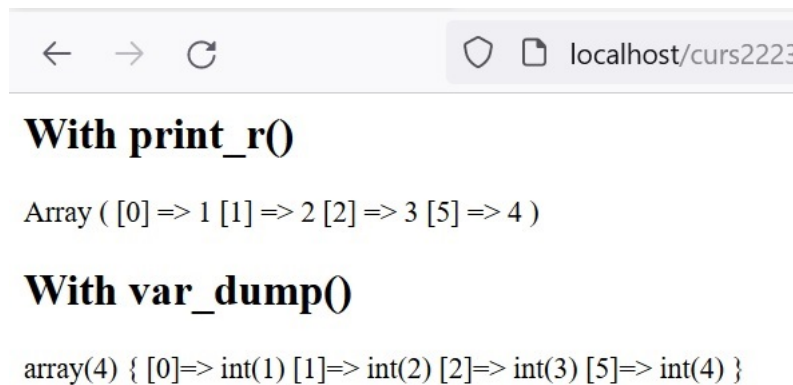 localhost/curs2223
With print_r()
Array ( [0] => 1 [1] => 2 [2] => 3 [5] => 4 )
With var_dump()
array(4) { [0]=> int(1) [1]=> int(2) [2]=> int(3) [5]=> int(4) }